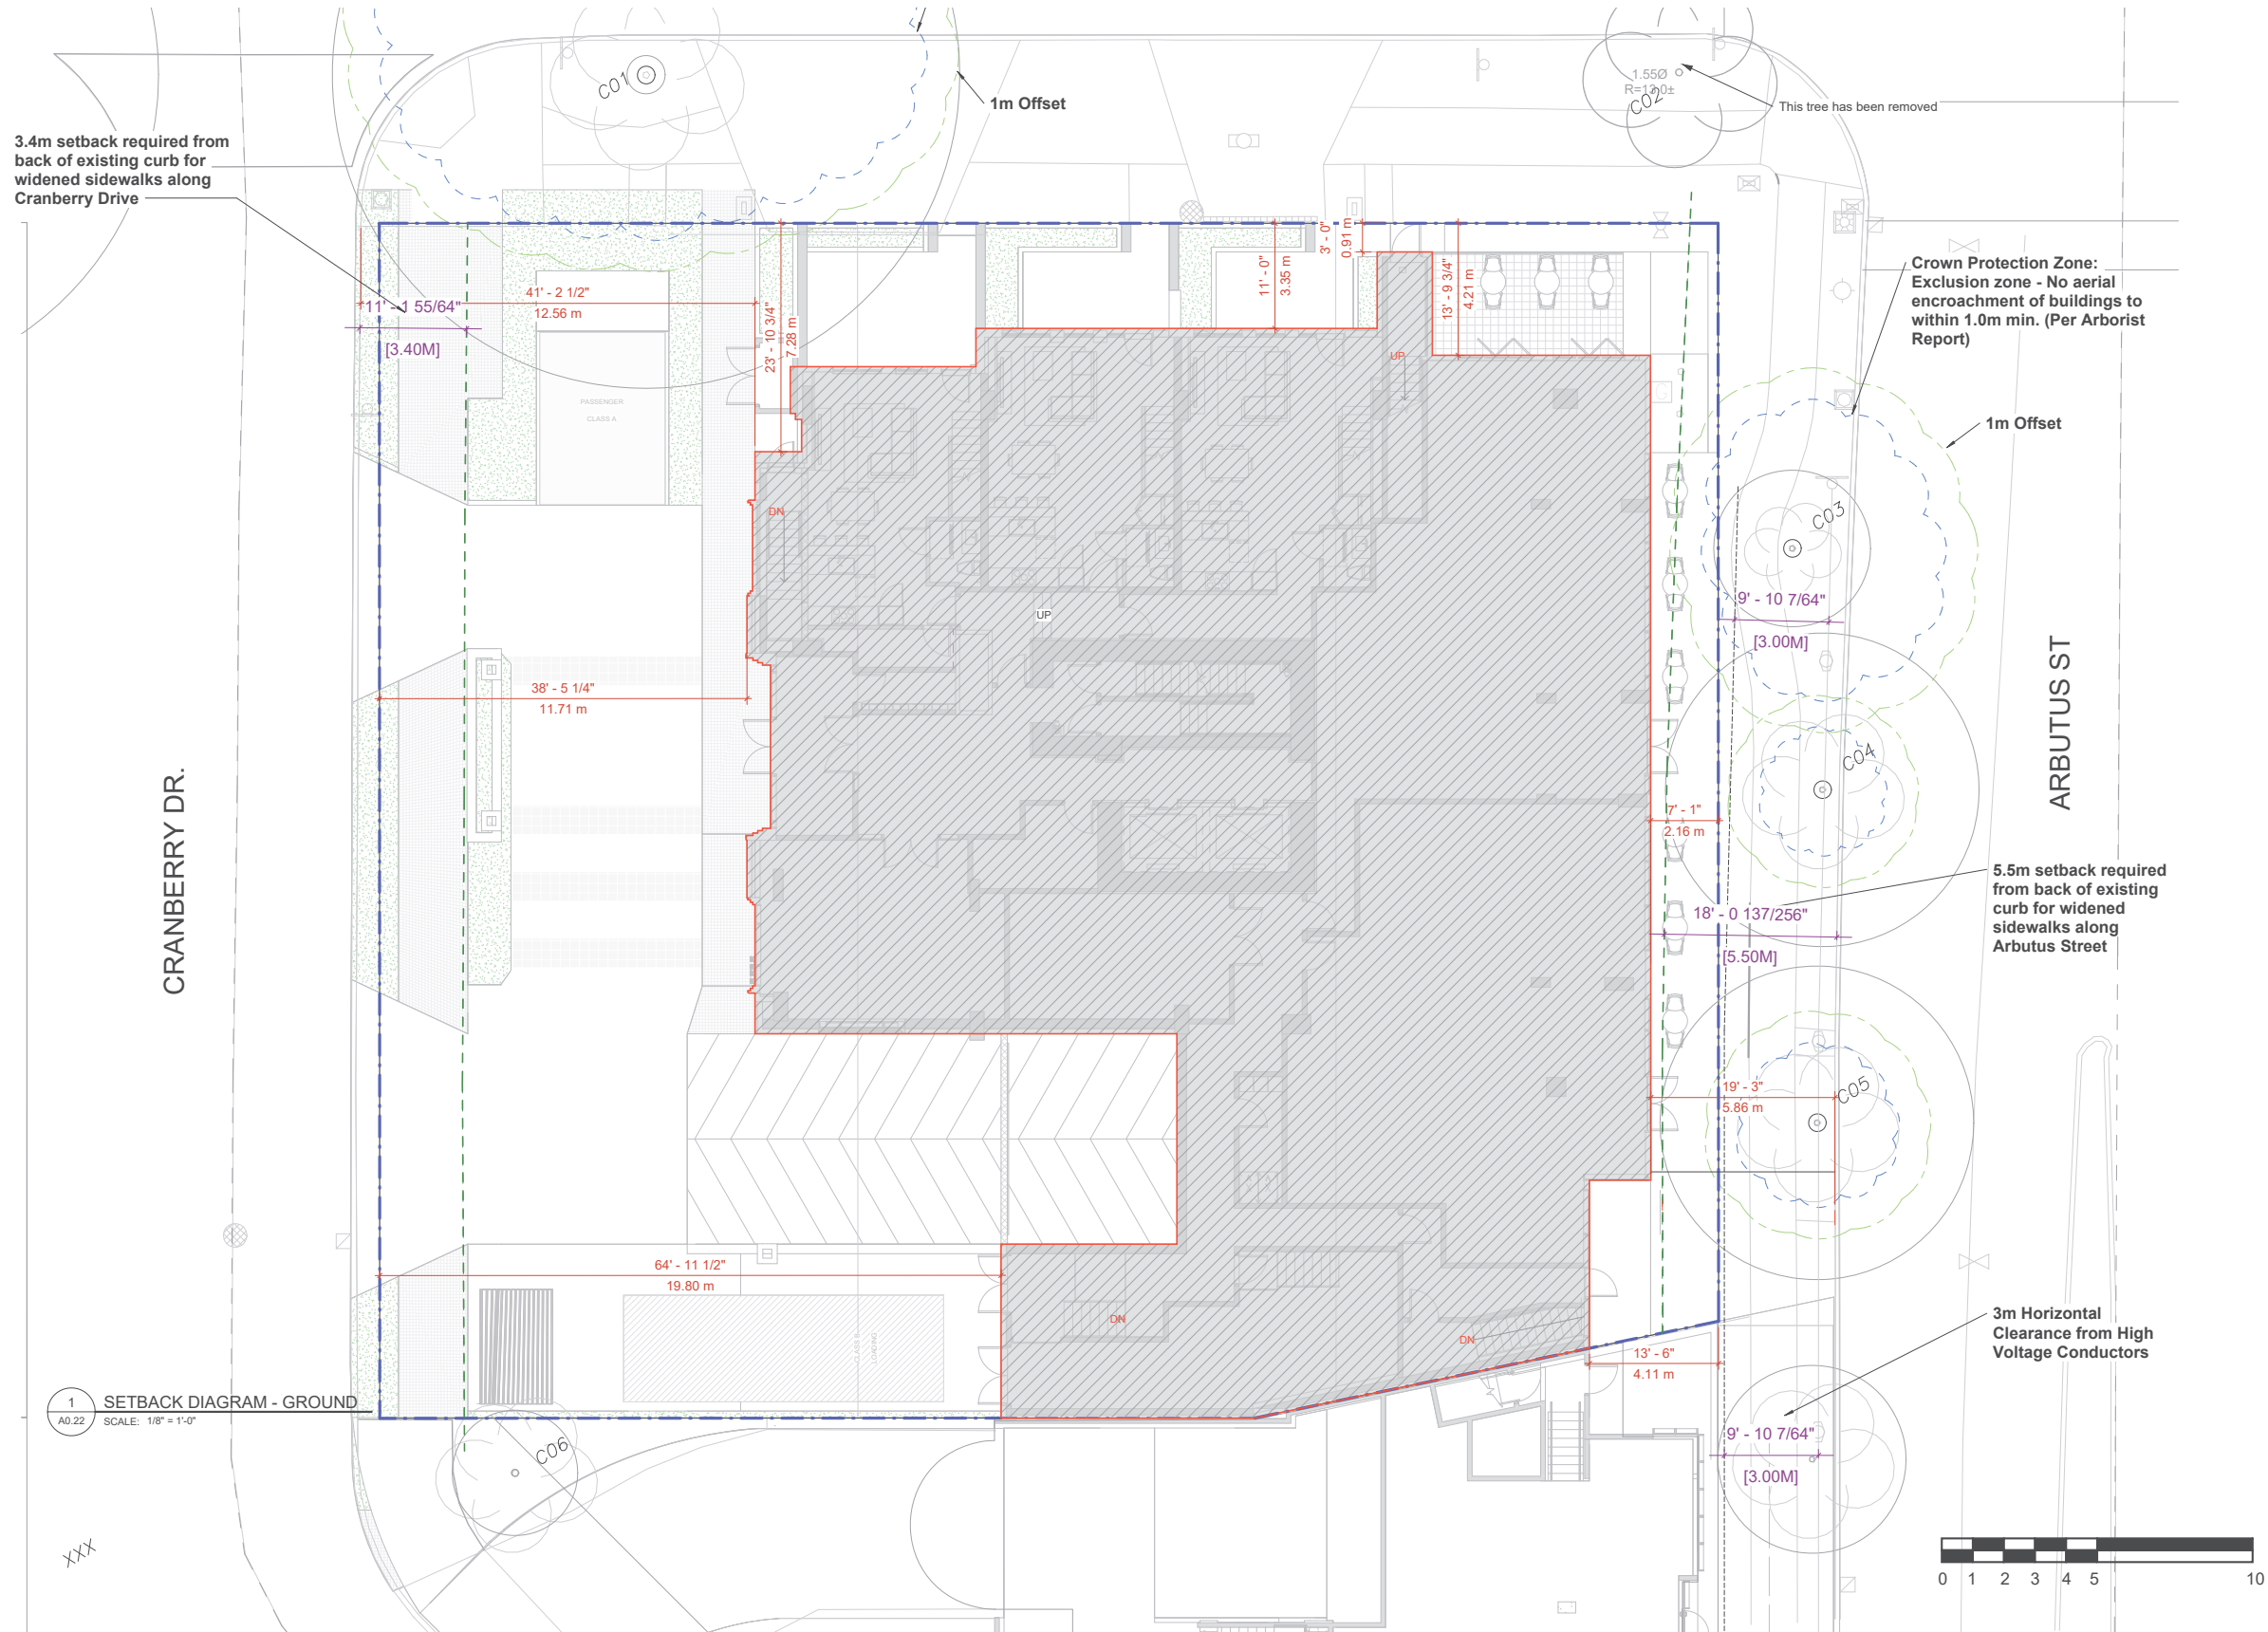 1m Offset
1.55Ø
R=13.0±
C01
C02
This tree has been removed
3.4m setback required from
back of existing curb for
widened sidewalks along
Cranberry Drive
11' - 1 55/64"
[3.40M]
41' - 2 1/2"
12.56 m
23' - 10 3/4"
7.28 m
11' - 0"
3.35 m
3' - 0"
0.91 m
13' - 9 3/4"
4.21 m
Crown Protection Zone:
Exclusion zone - No aerial
encroachment of buildings to
within 1.0m min. (Per Arborist
Report)
1m Offset
PASSENGER
CLASS A
UP
DN
UP
C03
9' - 10 7/64"
[3.00M]
38' - 5 1/4"
11.71 m
ARBUTUS ST
CRANBERRY DR.
C04
7' - 1"
2.16 m
5.5m setback required
from back of existing
curb for widened
sidewalks along
Arbutus Street
18' - 0 137/256"
[5.50M]
C05
19' - 3"
5.86 m
64' - 11 1/2"
19.80 m
CLASS B
LOADING
DN
DN
13' - 6"
4.11 m
3m Horizontal
Clearance from High
Voltage Conductors
9' - 10 7/64"
[3.00M]
1
A0.22
SETBACK DIAGRAM - GROUND
SCALE: 1/8" = 1'-0"
C06
XXX
0 1 2 3 4 5 10